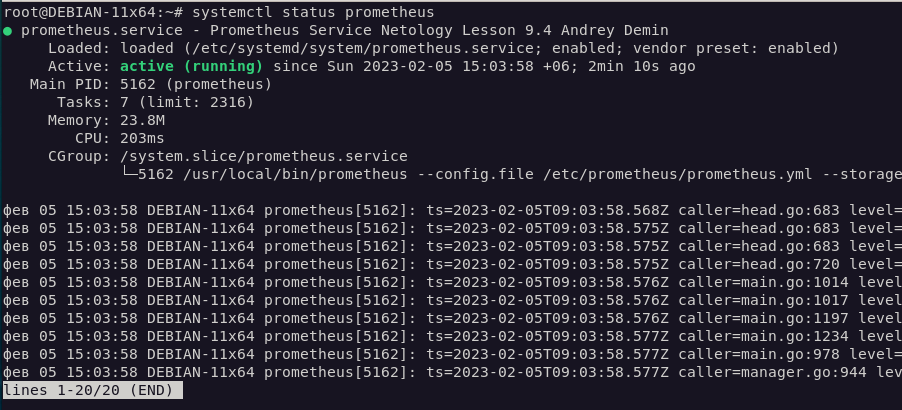 root@DEBIAN-11x64:~# systemctl status prometheus
● prometheus.service - Prometheus Service Netology Lesson 9.4 Andrey Demin
     Loaded: loaded (/etc/systemd/system/prometheus.service; enabled; vendor preset: enabled)
     Active: active (running) since Sun 2023-02-05 15:03:58 +06; 2min 10s ago
   Main PID: 5162 (prometheus)
      Tasks: 7 (limit: 2316)
     Memory: 23.8M
        CPU: 203ms
     CGroup: /system.slice/prometheus.service
             └─5162 /usr/local/bin/prometheus --config.file /etc/prometheus/prometheus.yml --storage
фев 05 15:03:58 DEBIAN-11x64 prometheus[5162]: ts=2023-02-05T09:03:58.568Z caller=head.go:683 level=
фев 05 15:03:58 DEBIAN-11x64 prometheus[5162]: ts=2023-02-05T09:03:58.575Z caller=head.go:683 level=
фев 05 15:03:58 DEBIAN-11x64 prometheus[5162]: ts=2023-02-05T09:03:58.575Z caller=head.go:683 level=
фев 05 15:03:58 DEBIAN-11x64 prometheus[5162]: ts=2023-02-05T09:03:58.575Z caller=head.go:720 level=
фев 05 15:03:58 DEBIAN-11x64 prometheus[5162]: ts=2023-02-05T09:03:58.576Z caller=main.go:1014 level
фев 05 15:03:58 DEBIAN-11x64 prometheus[5162]: ts=2023-02-05T09:03:58.576Z caller=main.go:1017 level
фев 05 15:03:58 DEBIAN-11x64 prometheus[5162]: ts=2023-02-05T09:03:58.576Z caller=main.go:1197 level
фев 05 15:03:58 DEBIAN-11x64 prometheus[5162]: ts=2023-02-05T09:03:58.577Z caller=main.go:1234 level
фев 05 15:03:58 DEBIAN-11x64 prometheus[5162]: ts=2023-02-05T09:03:58.577Z caller=main.go:978 level=
фев 05 15:03:58 DEBIAN-11x64 prometheus[5162]: ts=2023-02-05T09:03:58.577Z caller=manager.go:944 lev
lines 1-20/20 (END)